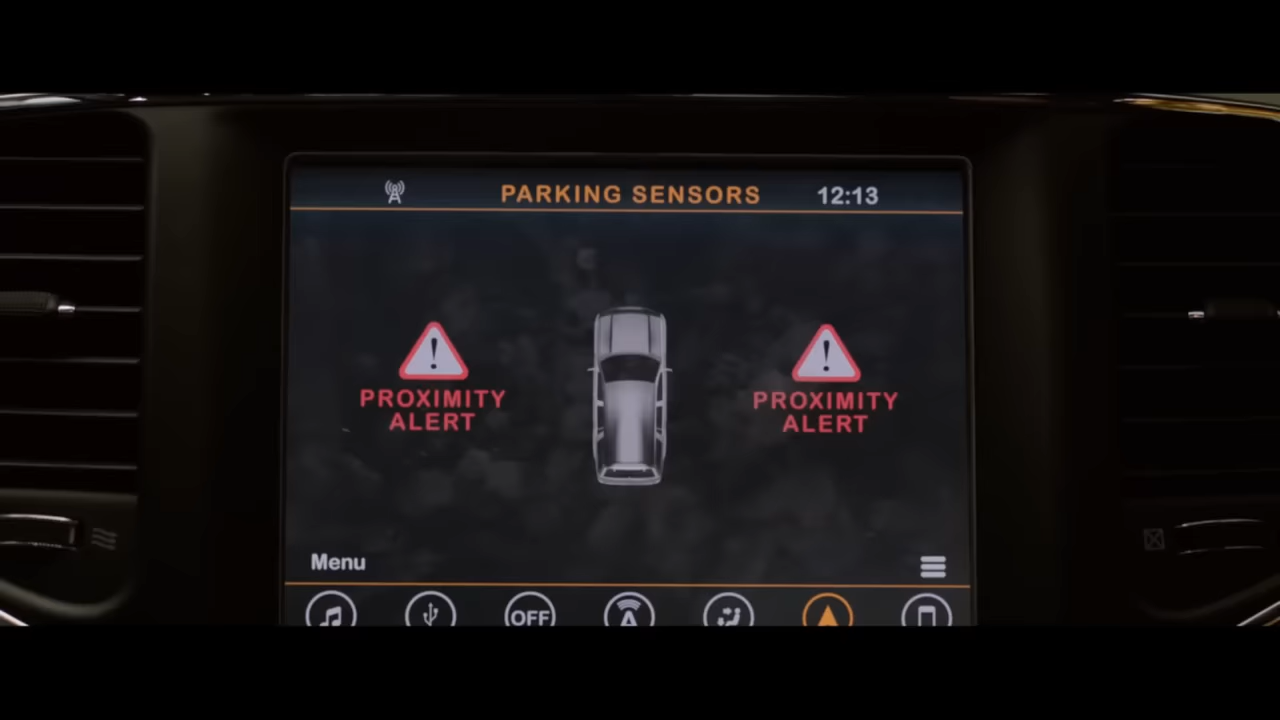 PARKING SENSORS
12:13
PROXIMITY
ALERT
PROXIMITY
ALERT
Menu
OFF
A